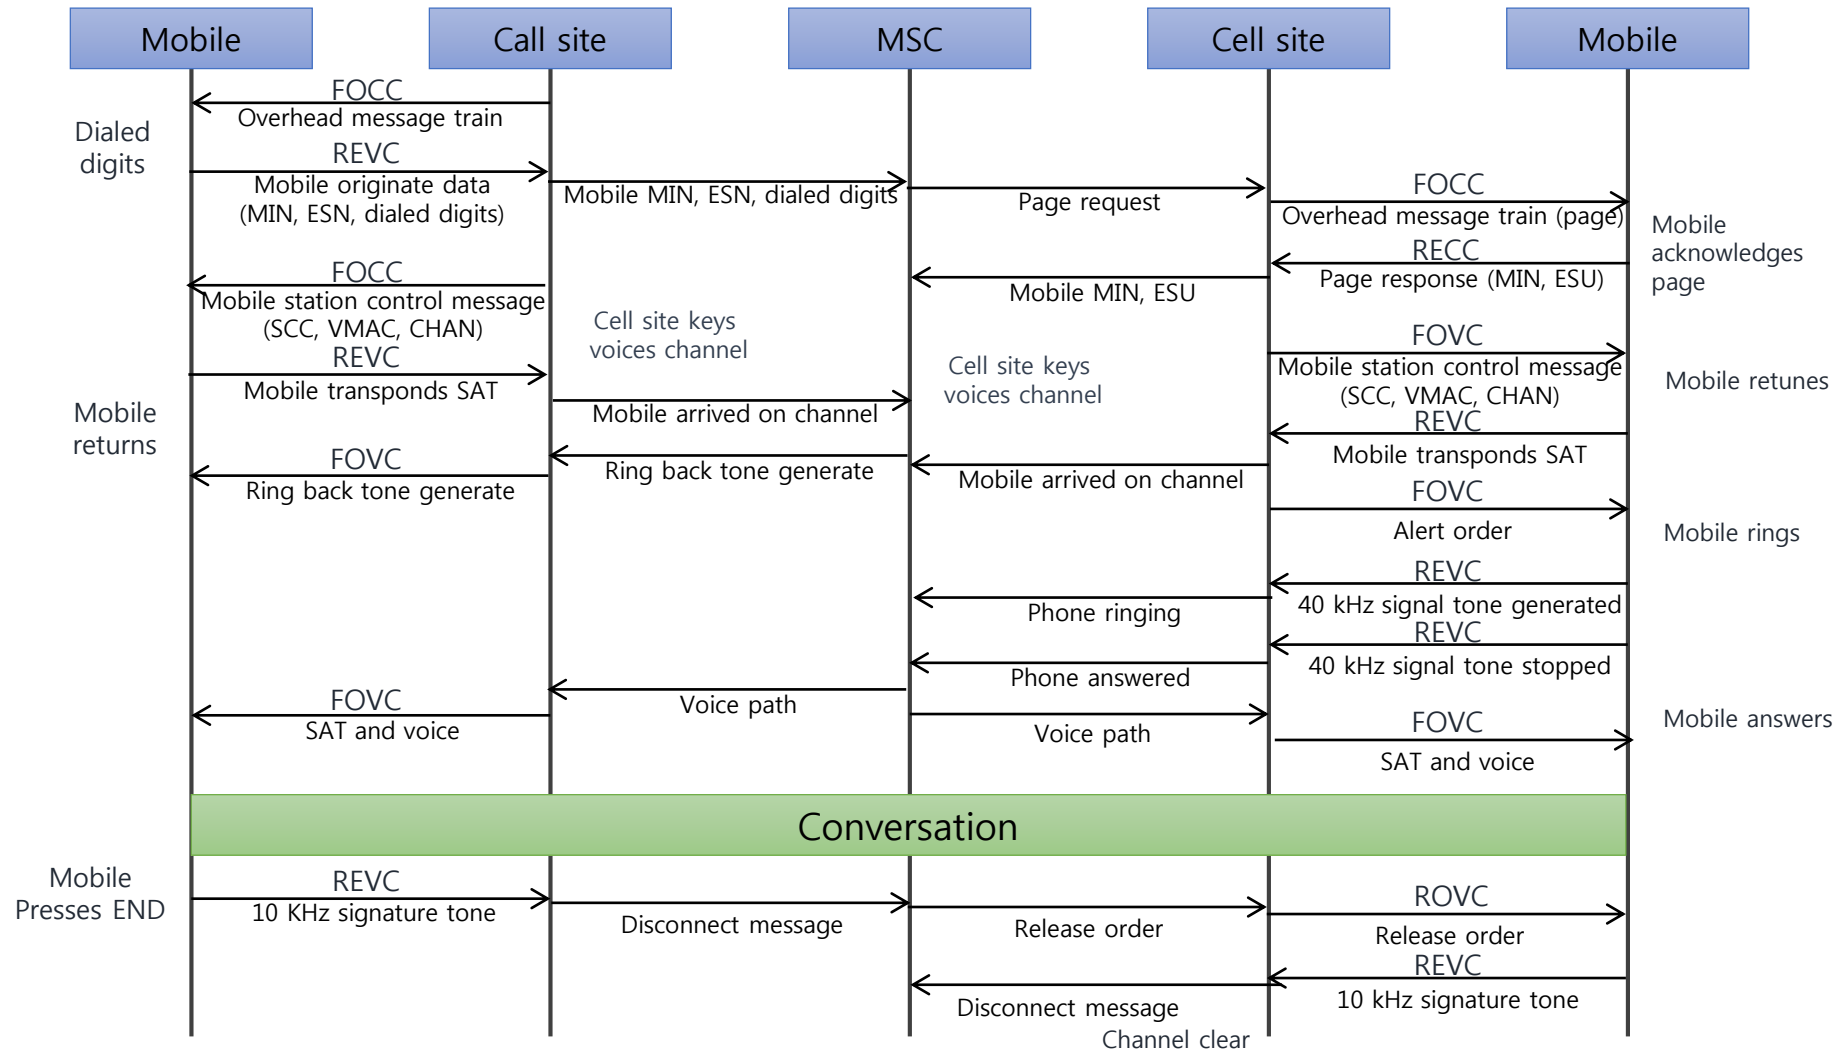 Mobile
Call site
MSC
Cell site
Mobile
FOCC
Overhead message train
Dialed
digits
REVC
Mobile originate data
(MIN, ESN, dialed digits)
Mobile MIN, ESN, dialed digits
Page request
FOCC
Overhead message train (page)
Mobile
acknowledges
page
RECC
Page response (MIN, ESU)
Mobile MIN, ESU
FOCC
Mobile station control message
(SCC, VMAC, CHAN)
Cell site keys
voices channel
FOVC
Mobile station control message
(SCC, VMAC, CHAN)
Mobile retunes
REVC
Mobile transponds SAT
Cell site keys
voices channel
Mobile arrived on channel
Mobile
returns
REVC
Mobile transponds SAT
FOVC
Ring back tone generate
Ring back tone generate
Mobile arrived on channel
FOVC
Alert order
Mobile rings
REVC
40 kHz signal tone generated
Phone ringing
REVC
40 kHz signal tone stopped
Phone answered
Voice path
FOVC
SAT and voice
Voice path
FOVC
SAT and voice
Mobile answers
Conversation
Mobile
Presses END
REVC
10 KHz signature tone
Disconnect message
Release order
ROVC
Release order
REVC
10 kHz signature tone
Disconnect message
Channel clear